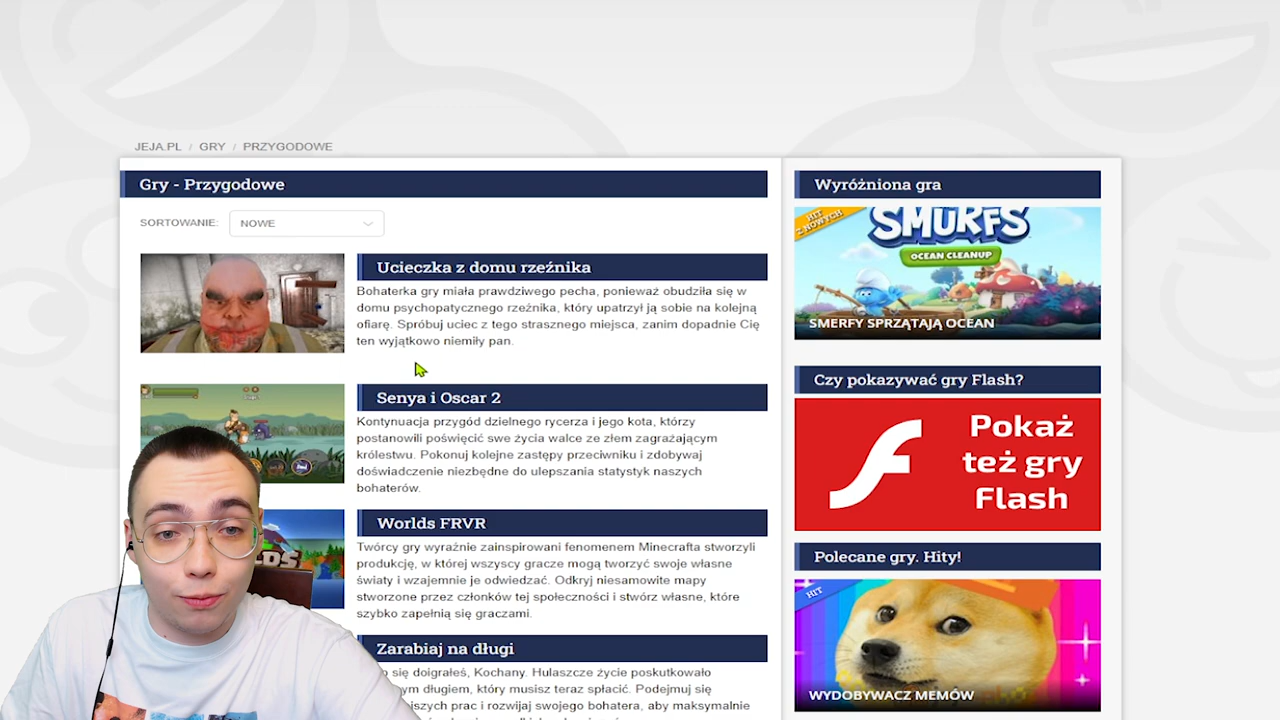 JEJA.PL / GRY / PRZYGODOWE
Gry - Przygodowe
SORTOWANIE:
NOWE
Ucieczka z domu rzeźnika
Bohaterka gry miała prawdziwego pecha, ponieważ obudziła się w
domu psychopatycznego rzeźnika, który upatrzył ją sobie na kolejną
ofiarę. Spróbuj uciec z tego strasznego miejsca, zanim dopadnie Cię
ten wyjątkowo niemiły pan.
Senya i Oscar 2
Kontynuacja przygód dzielnego rycerza i jego kota, którzy
postanowili poświęcić swe życia walce ze złem zagrażającym
królestwu. Pokonuj kolejne zastępy przeciwniku i zdobywaj
doświadczenie niezbędne do ulepszania statystyk naszych
bohaterów.
Worlds FRVR
Twórcy gry wyraźnie zainspirowani fenomenem Minecrafta stworzyli
produkcję, w której wszyscy gracze mogą tworzyć swoje własne
światy i wzajemnie je odwiedzać. Odkryj niesamowite mapy
stworzone przez członków tej społeczności i stwórz własne, które
szybko zapełnią się graczami.
Zarabiaj na długi
się doigrałeś, Kochany. Hulaszcze życie poskutkowało
długiem, który musisz teraz spłacić. Podejmuj się
prac i rozwijaj swojego bohatera, aby maksymalnie
Wyróżniona gra
HIT
Z NOWYCH
SMURFS
OCEAN CLEANUP
SMERFY SPRZĄTAJĄ OCEAN
Czy pokazywać gry Flash?
Pokaż
też gry
Flash
Polecane gry. Hity!
HIT
WYDOBYWACZ MEMÓW